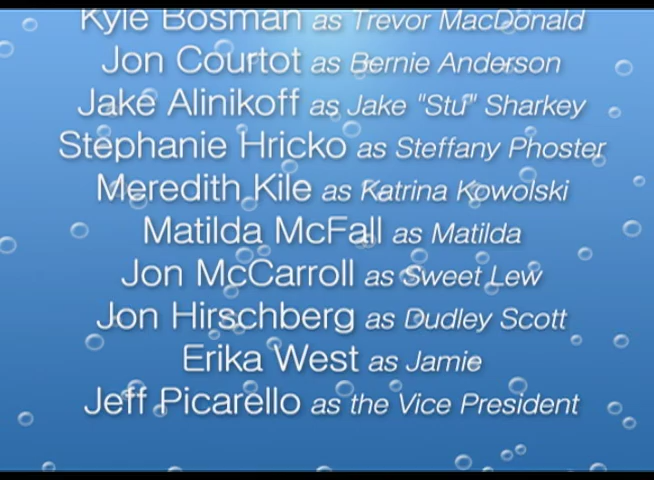 Kyle Bosman as Trevor MacDonald
Jon Courtot as Bernie Anderson
Jake Alinikoff as Jake "Stu" Sharkey
Stephanie Hricko as Steffany Phoster
Meredith Kile as Katrina Kowolski
Matilda McFall as Matilda
Jon McCarroll as Sweet Lew
Jon Hirschberg as Dudley Scott
Erika West as Jamie
Jeff Picarello as the Vice President